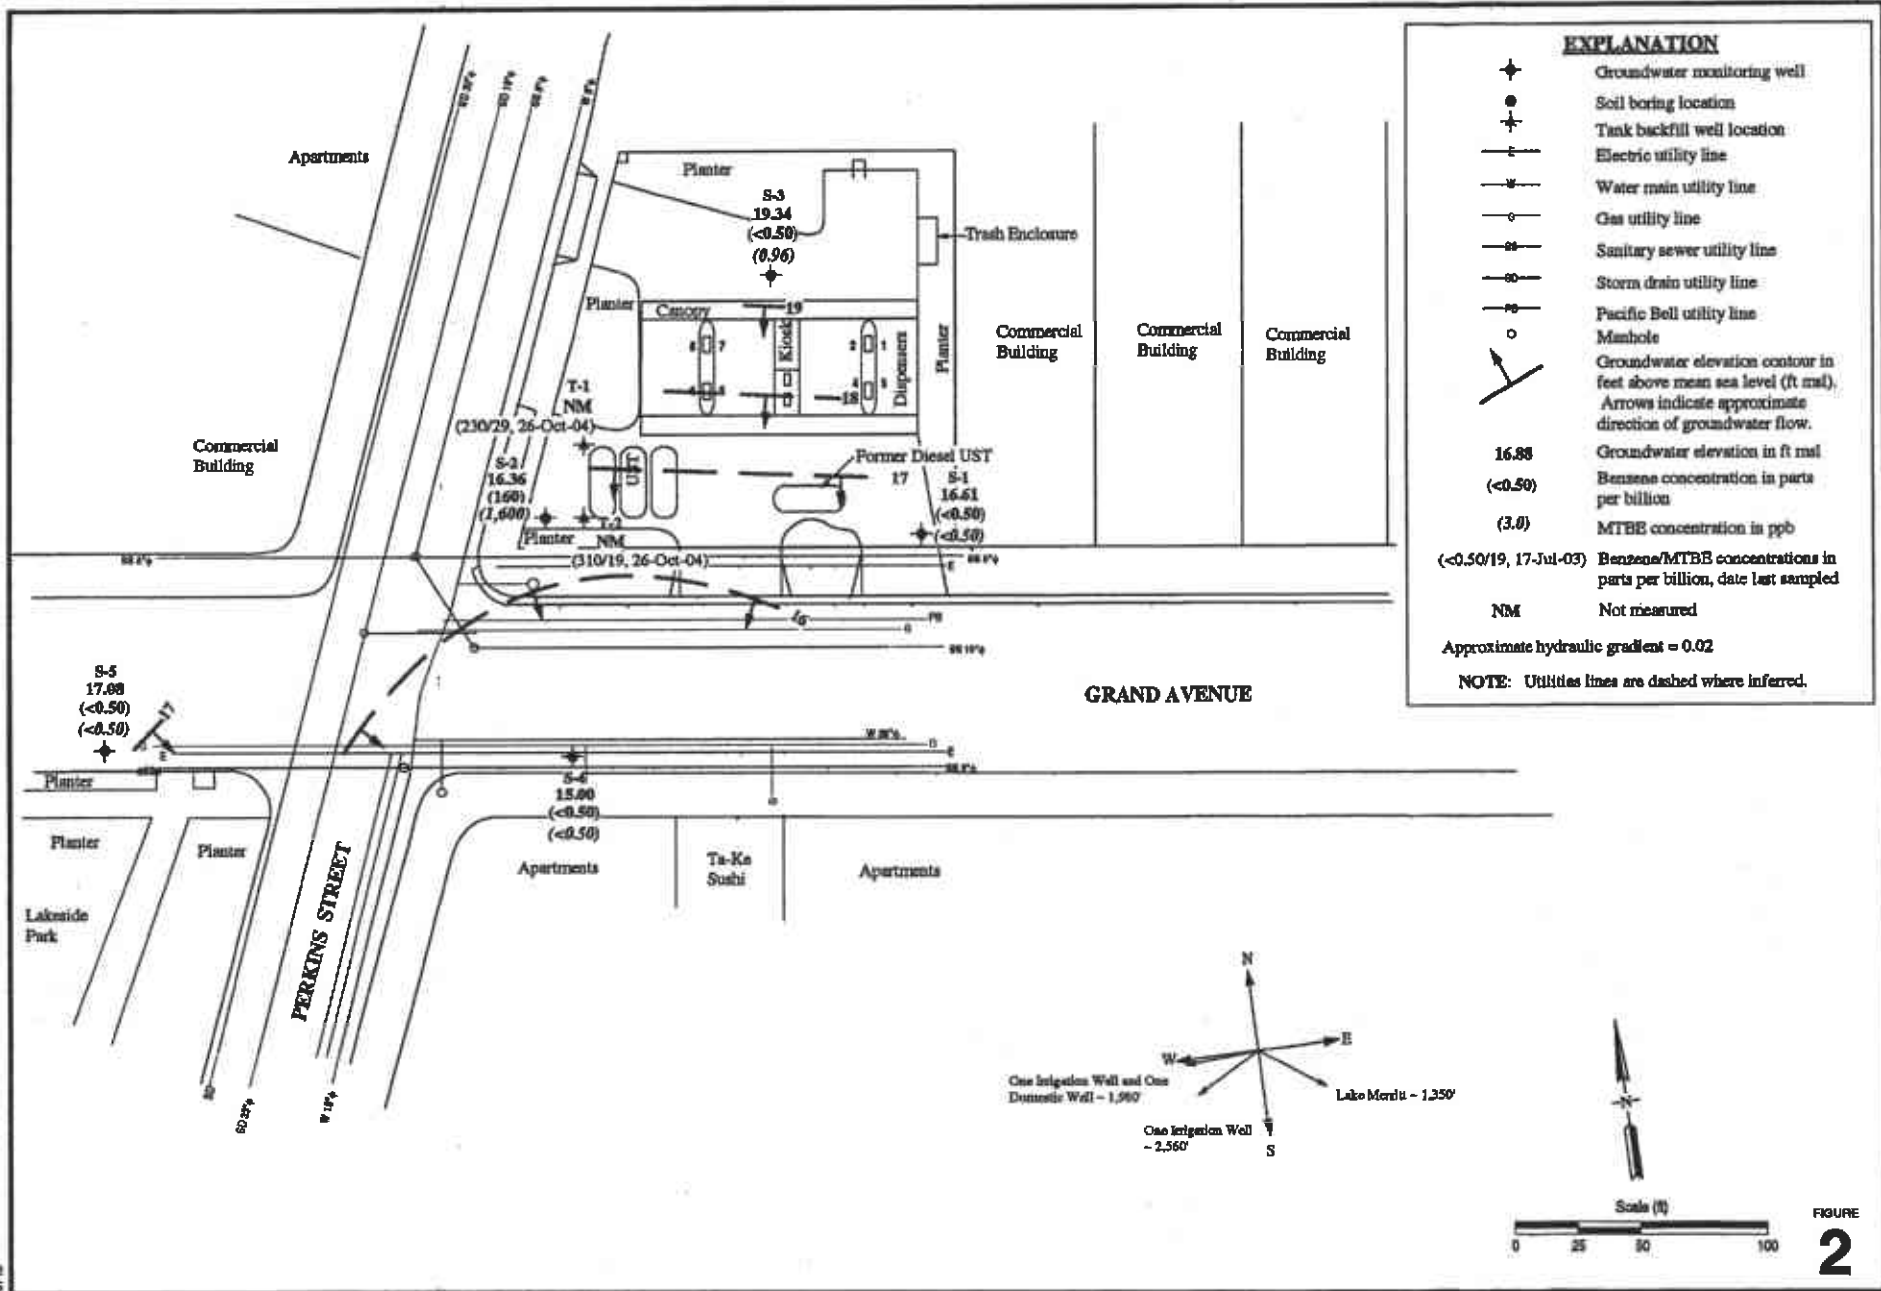 EXPLANATION
Groundwater monitoring well
Soil boring location
Tank backfill well location
E
Electric utility line
W
Water main utility line
G
Gas utility line
SS
Sanitary sewer utility line
SD
Storm drain utility line
PB
Pacific Bell utility line
Manhole
Groundwater elevation contour in
feet above mean sea level (ft msl).
Arrows indicate approximate
direction of groundwater flow.
16.88
Groundwater elevation in ft msl
(<0.50)
Benzene concentration in parts
per billion
(3.0)
MTBE concentration in ppb
(<0.50/19, 17-Jul-03)
Benzene/MTBE concentrations in
parts per billion, date last sampled
NM
Not measured
Approximate hydraulic gradient = 0.02
NOTE: Utilities lines are dashed where inferred.
Apartments
Planter
S-3
19.34
(<0.50)
(0.96)
Trash Enclosure
Planter
Canopy
19
Kiosk
7
2
1
Dispensers
Planter
18
Commercial
Building
Commercial
Building
Commercial
Building
Commercial
Building
T-1
NM
(230/29, 26-Oct-04)
S-2
16.36
(160)
(1,600)
UST
Former Diesel UST
17
S-1
16.61
(<0.50)
(<0.50)
T-2
NM
Planter
(310/19, 26-Oct-04)
E
16
PB
G
GRAND AVENUE
S-5
17.08
(<0.50)
(<0.50)
17
E
G
E
Planter
Planter
Planter
S-6
15.00
(<0.50)
(<0.50)
Apartments
Ta-Ke
Sushi
Apartments
Lakeside
Park
PERKINS STREET
SD
N
E
W
S
One Irrigation Well and One
Domestic Well ~ 1,980'
One Irrigation Well
~ 2,560'
Lake Merritt ~ 1,350'
N
Scale (ft)
0 25 50 100
FIGURE
2